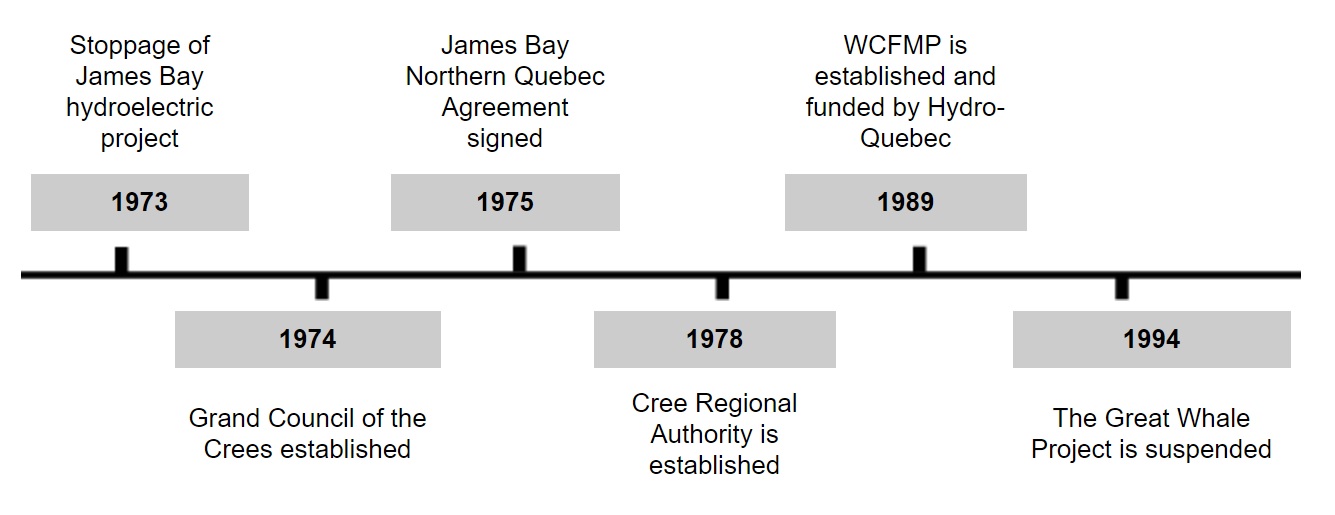 Stoppage of
James Bay
hydroelectric
project
1973
Grand Council of the
Crees established
1974
James Bay
Northern Quebec
Agreement
signed
1975
Cree Regional
Authority is
established
1978
WCFMP is
established and
funded by Hydro-
Quebec
1989
The Great Whale
Project is suspended
1994